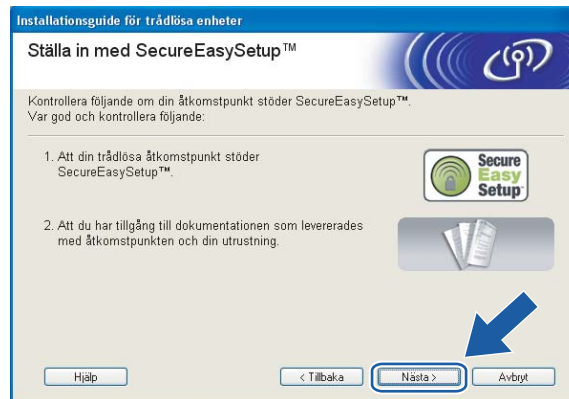 Installationsguide för trådlösa enheter
Ställa in med SecureEasySetup™
Kontrollera följande om din åtkomstpunkt stöder SecureEasySetup™.
Var god och kontrollera följande:
1. Att din trådlösa åtkomstpunkt stöder
SecureEasySetup™.
Secure
Easy
Setup
2. Att du har tillgång till dokumentationen som levererades
med åtkomstpunkten och din utrustning.
Hjälp < Tillbaka Nästa > Avbryt